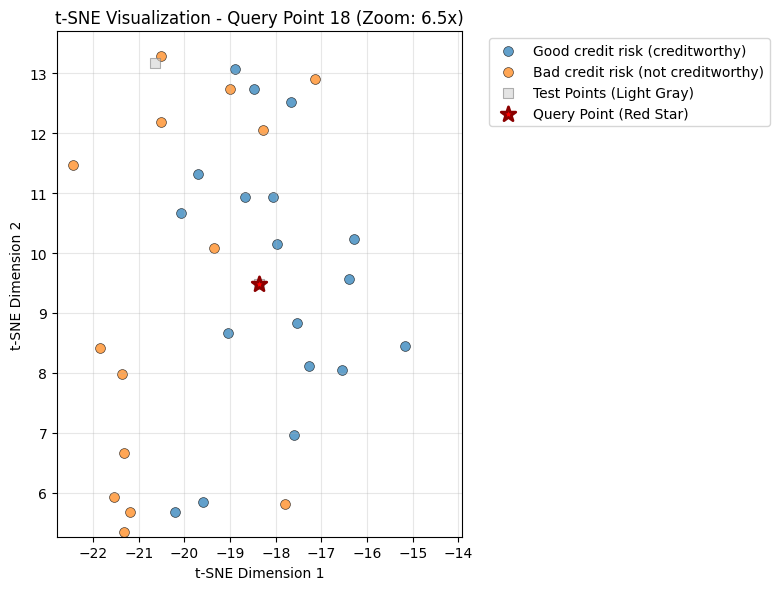 t-SNE Visualization - Query Point 18 (Zoom: 6.5x)
Good credit risk (creditworthy)
Bad credit risk (not creditworthy)
Test Points (Light Gray)
Query Point (Red Star)
t-SNE Dimension 2
13
12
11
10
9
8
7
6
−22 −21 −20 −19 −18 −17 −16 −15 −14
t-SNE Dimension 1